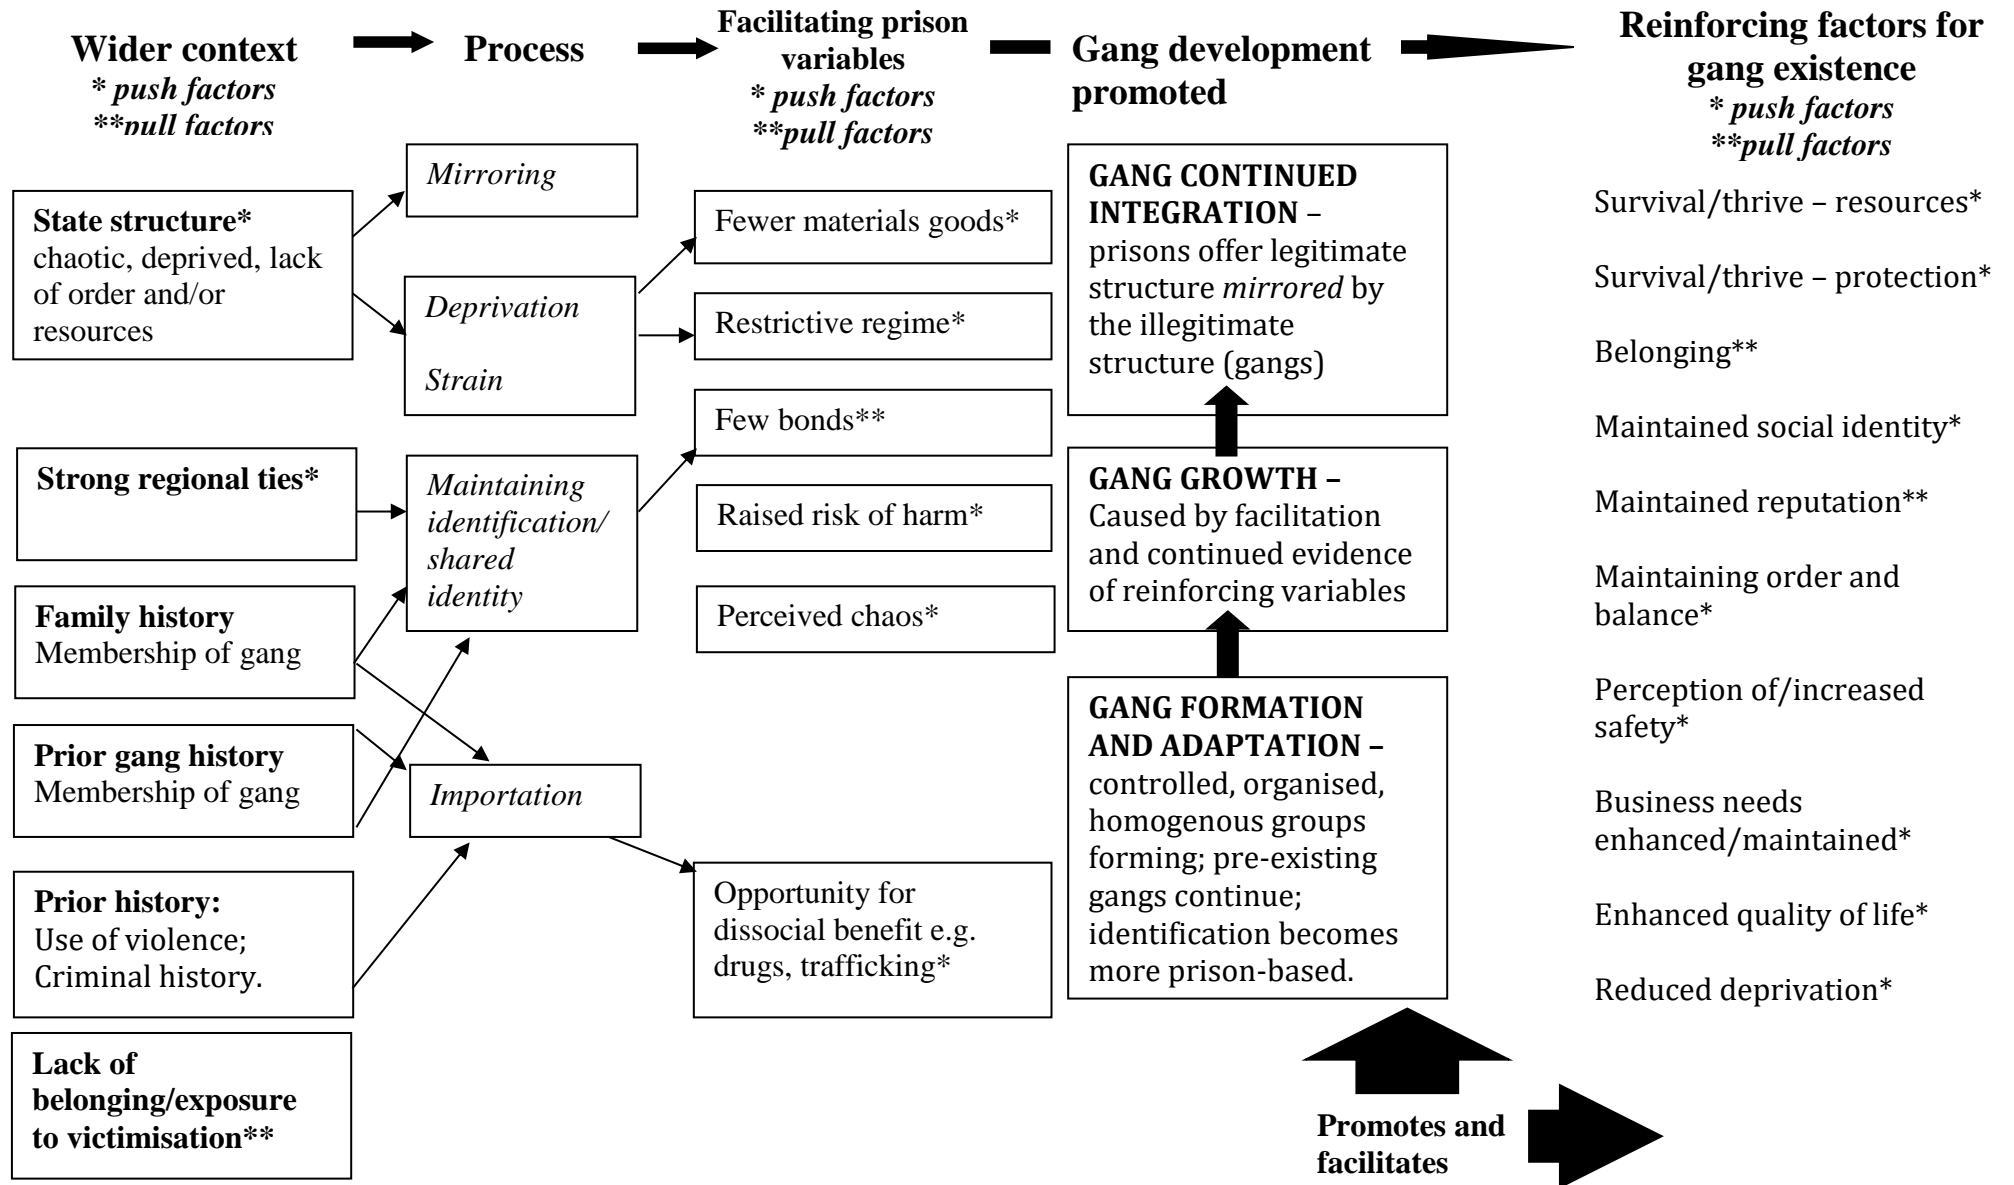 Wider context
* push factors
**pull factors
Process
Facilitating prison
variables
* push factors
**pull factors
Gang development
promoted
Reinforcing factors for
gang existence
* push factors
**pull factors
State structure*
chaotic, deprived, lack
of order and/or
resources
Strong regional ties*
Family history
Membership of gang
Prior gang history
Membership of gang
Prior history:
Use of violence;
Criminal history.
Lack of
belonging/exposure
to victimisation**
Mirroring
Deprivation
Strain
Maintaining
identification/
shared
identity
Importation
Fewer materials goods*
Restrictive regime*
Few bonds**
Raised risk of harm*
Perceived chaos*
Opportunity for
dissocial benefit e.g.
drugs, trafficking*
GANG CONTINUED
INTEGRATION –
prisons offer legitimate
structure mirrored by
the illegitimate
structure (gangs)
GANG GROWTH –
Caused by facilitation
and continued evidence
of reinforcing variables
GANG FORMATION
AND ADAPTATION –
controlled, organised,
homogenous groups
forming; pre-existing
gangs continue;
identification becomes
more prison-based.
Promotes and
facilitates
Survival/thrive – resources*
Survival/thrive – protection*
Belonging**
Maintained social identity*
Maintained reputation**
Maintaining order and
balance*
Perception of/increased
safety*
Business needs
enhanced/maintained*
Enhanced quality of life*
Reduced deprivation*